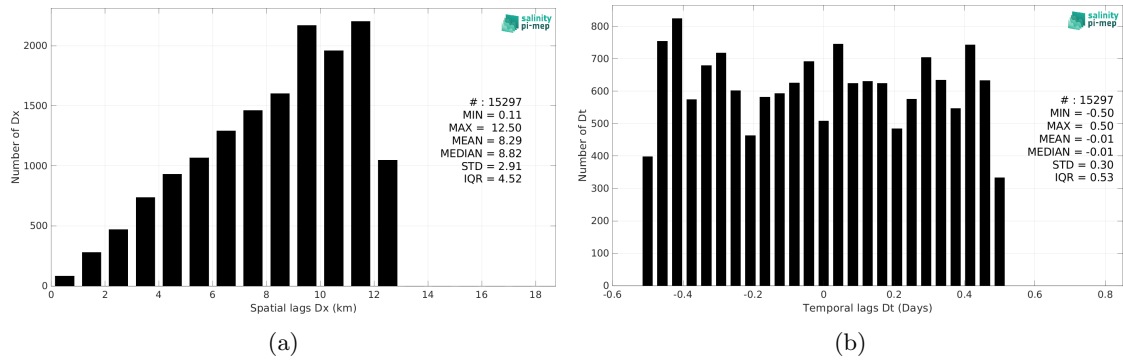 salinity
pi-mep
2000
1500
1000
500
0
Number of Dx
# : 15297
MIN = 0.11
MAX = 12.50
MEAN = 8.29
MEDIAN = 8.82
STD = 2.91
IQR = 4.52
0 2 4 6 8 10 12 14 16 18
Spatial lags Dx (km)
(a)
salinity
pi-mep
800
700
600
500
400
300
200
100
0
Number of Dt
# : 15297
MIN = -0.50
MAX = 0.50
MEAN = -0.01
MEDIAN = -0.01
STD = 0.30
IQR = 0.53
-0.6 -0.4 -0.2 0 0.2 0.4 0.6 0.8
Temporal lags Dt (Days)
(b)